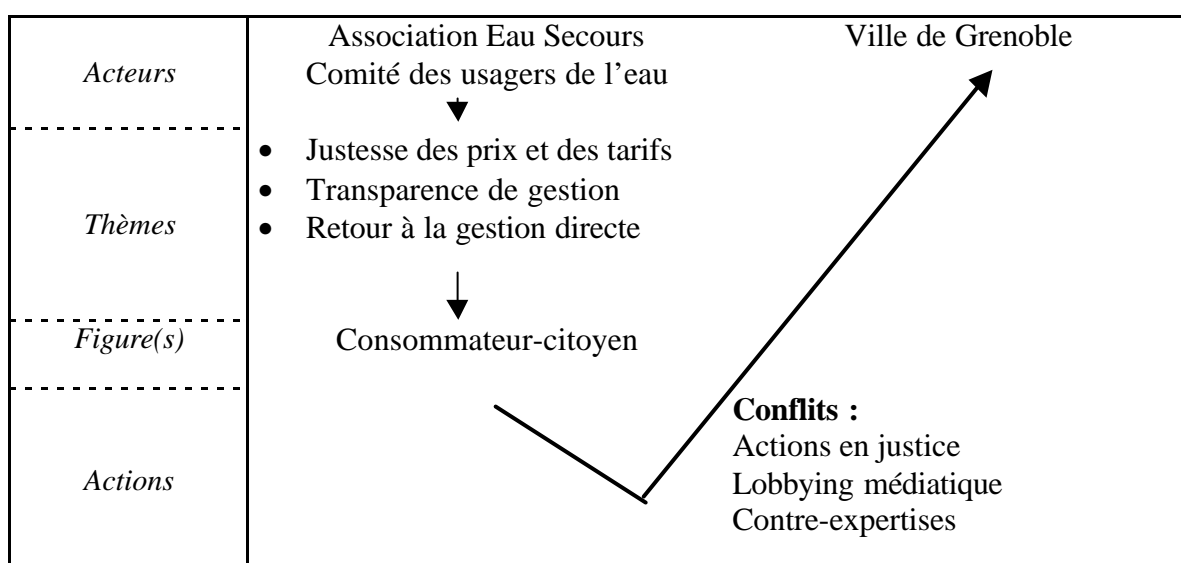 Acteurs
Association Eau Secours
Comité des usagers de l’eau
Ville de Grenoble
Thèmes
• Justesse des prix et des tarifs
• Transparence de gestion
• Retour à la gestion directe
Figure(s)
Consommateur-citoyen
Actions
Conflits :
Actions en justice
Lobbying médiatique
Contre-expertises